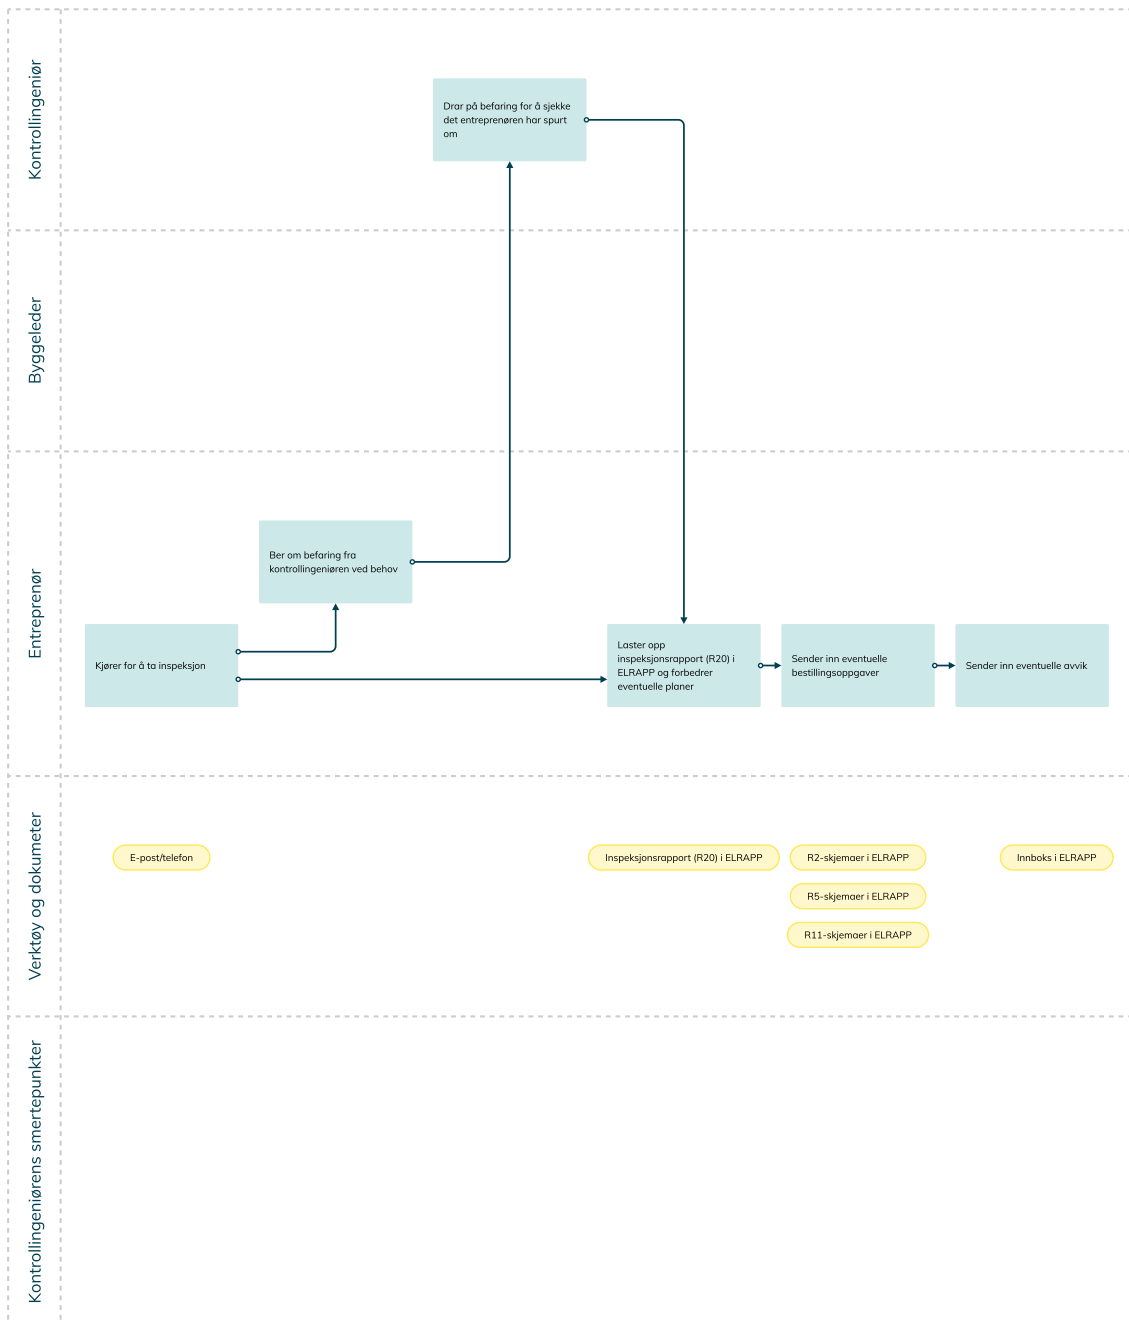 Kontrollingeniør
Drar på befaring for å sjekke
det entreprenøren har spurt
om
Byggeleder
Entreprenør
Ber om befaring fra
kontrollingeniøren ved behov
Kjører for å ta inspeksjon
Laster opp
inspeksjonsrapport (R20) i
ELRAPP og forbedrer
eventuelle planer
Sender inn eventuelle
bestillingsoppgaver
Sender inn eventuelle avvik
Verktøy og dokumeter
E-post/telefon
Inspeksjonsrapport (R20) i ELRAPP
R2-skjemaer i ELRAPP
R5-skjemaer i ELRAPP
R11-skjemaer i ELRAPP
Innboks i ELRAPP
Kontrollingeniørens smertepunkter